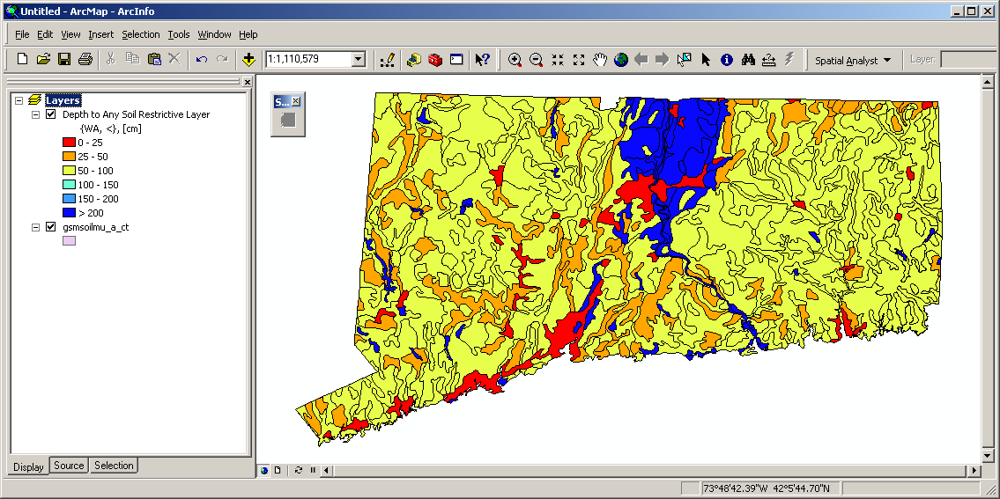 Untitled - ArcMap - ArcInfo
File Edit View Insert Selection Tools Window Help
1:1,110,579 Spatial Analyst Layer:
S...
Layers
Depth to Any Soil Restrictive Layer
{WA, <}, [cm]
0 - 25
25 - 50
50 - 100
100 - 150
150 - 200
> 200
gsmsoilmu_a_ct
Display Source Selection
73°48'42.39"W 42°5'44.70"N